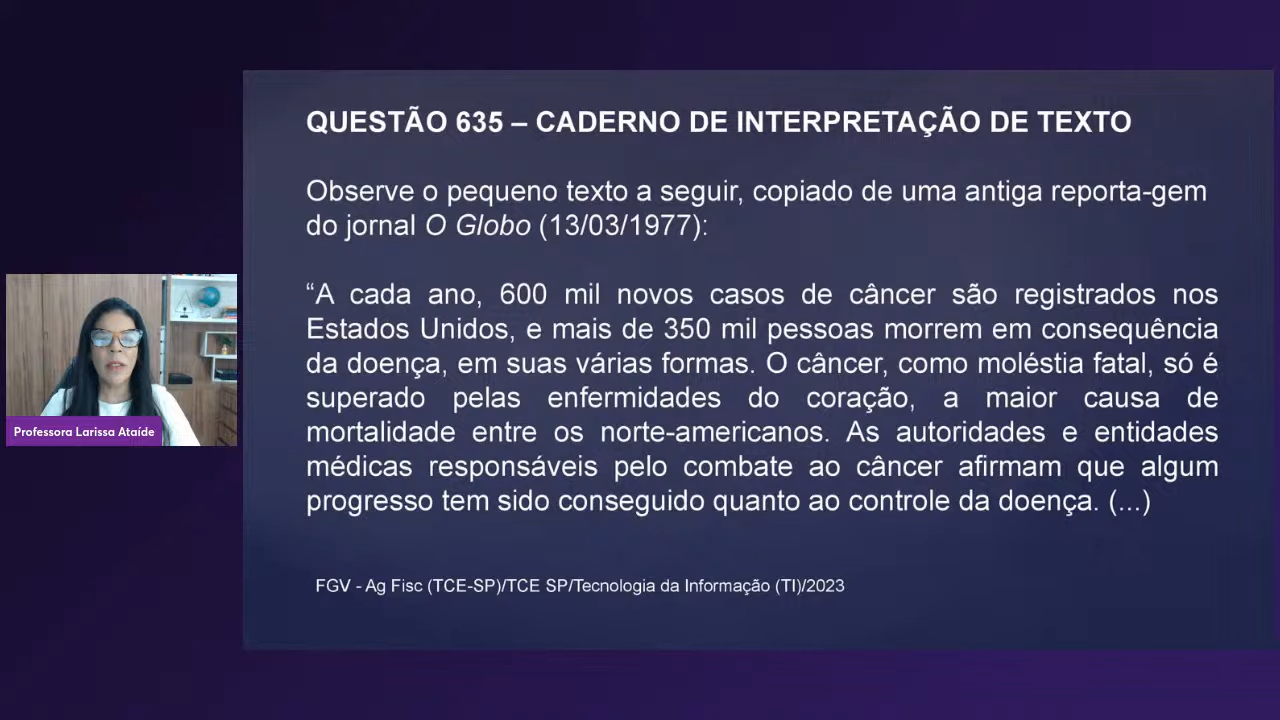 QUESTÃO 635 – CADERNO DE INTERPRETAÇÃO DE TEXTO
Observe o pequeno texto a seguir, copiado de uma antiga reporta-gem
do jornal O Globo (13/03/1977):
“A cada ano, 600 mil novos casos de câncer são registrados nos
Estados Unidos, e mais de 350 mil pessoas morrem em consequência
da doença, em suas várias formas. O câncer, como moléstia fatal, só é
superado pelas enfermidades do coração, a maior causa de
mortalidade entre os norte-americanos. As autoridades e entidades
médicas responsáveis pelo combate ao câncer afirmam que algum
progresso tem sido conseguido quanto ao controle da doença. (...)
FGV - Ag Fisc (TCE-SP)/TCE SP/Tecnologia da Informação (TI)/2023
Professora Larissa Ataíde